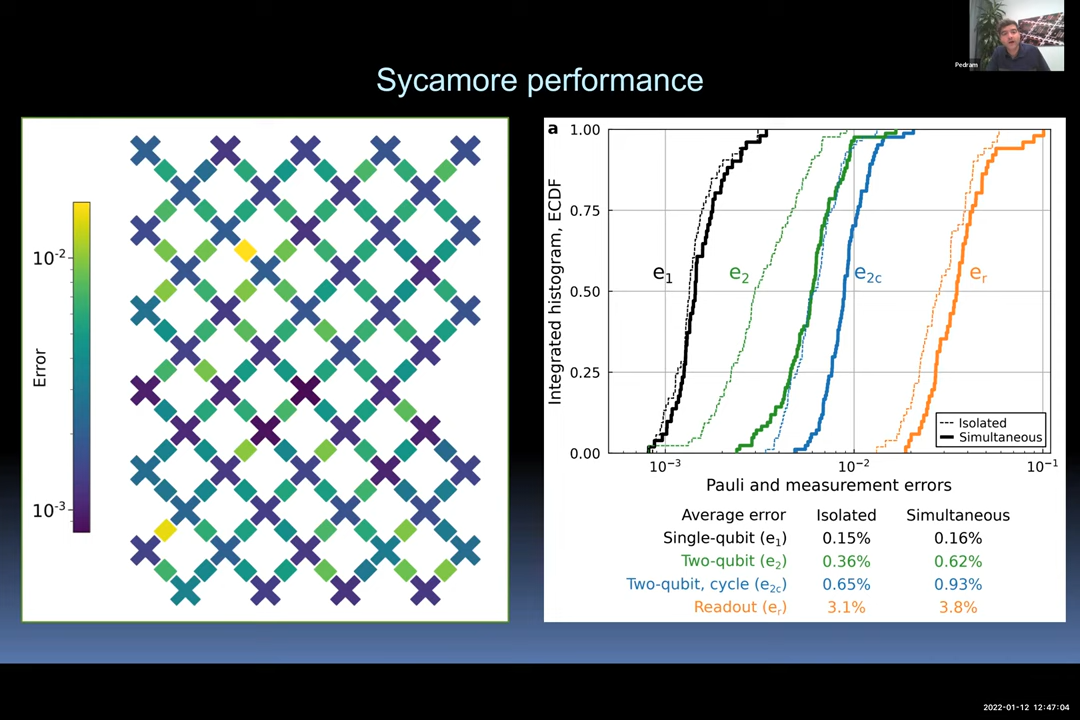 Pedram
Sycamore performance
10⁻²
Error
10⁻³
a
Integrated histogram, ECDF
1.00
0.75
0.50
0.25
0.00
e₁
e₂
e₂c
eᵣ
Isolated
Simultaneous
10⁻³
10⁻²
10⁻¹
Pauli and measurement errors
Average error Isolated Simultaneous
Single-qubit (e₁) 0.15% 0.16%
Two-qubit (e₂) 0.36% 0.62%
Two-qubit, cycle (e₂c) 0.65% 0.93%
Readout (eᵣ) 3.1% 3.8%
2022-01-12 12:47:04